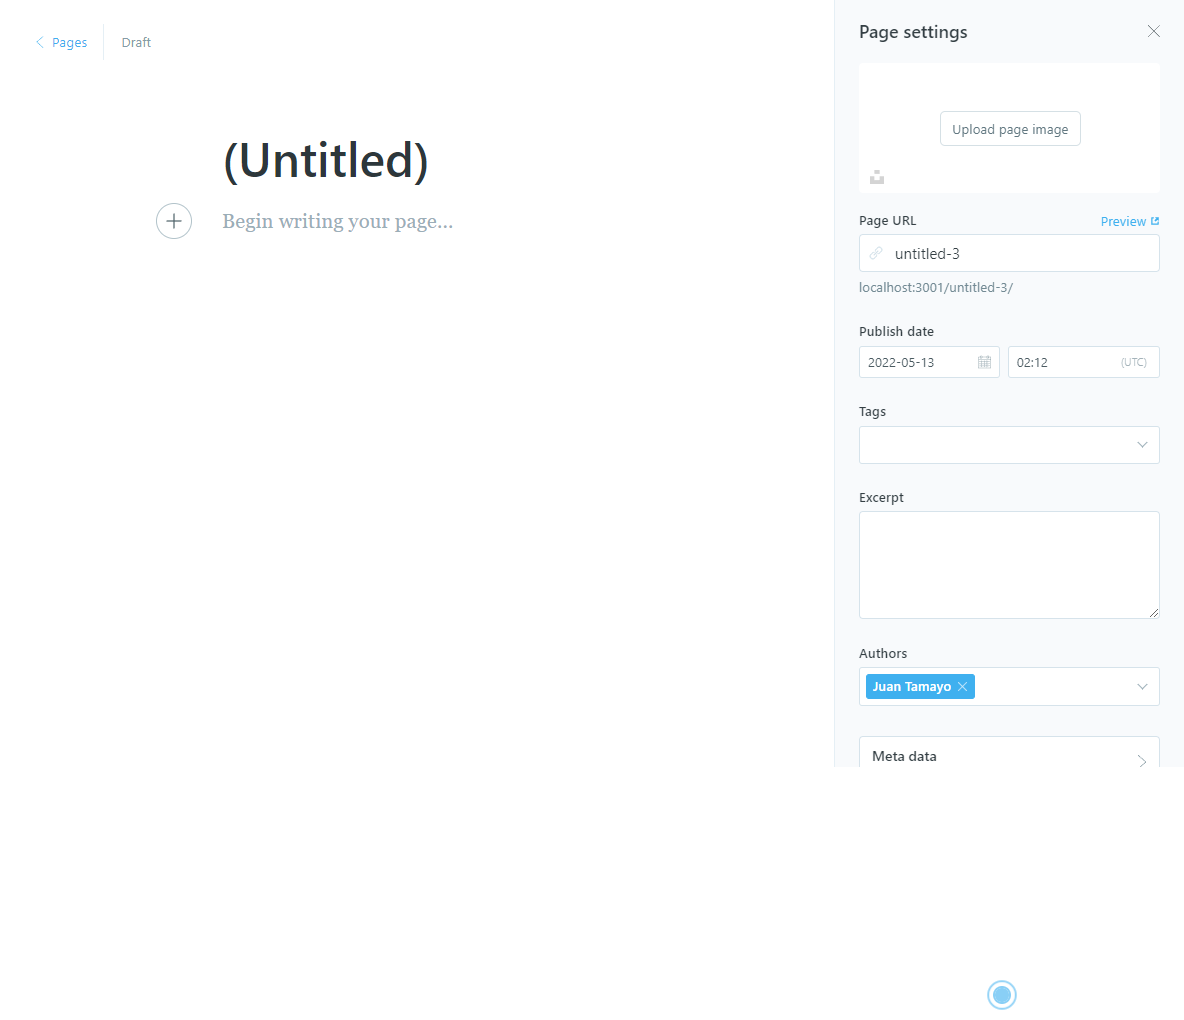 Pages
Draft
(Untitled)
Begin writing your page...
Page settings
Upload page image
Page URL
Preview
untitled-3
localhost:3001/untitled-3/
Publish date
2022-05-13
02:12
(UTC)
Tags
Excerpt
Authors
Juan Tamayo
Meta data